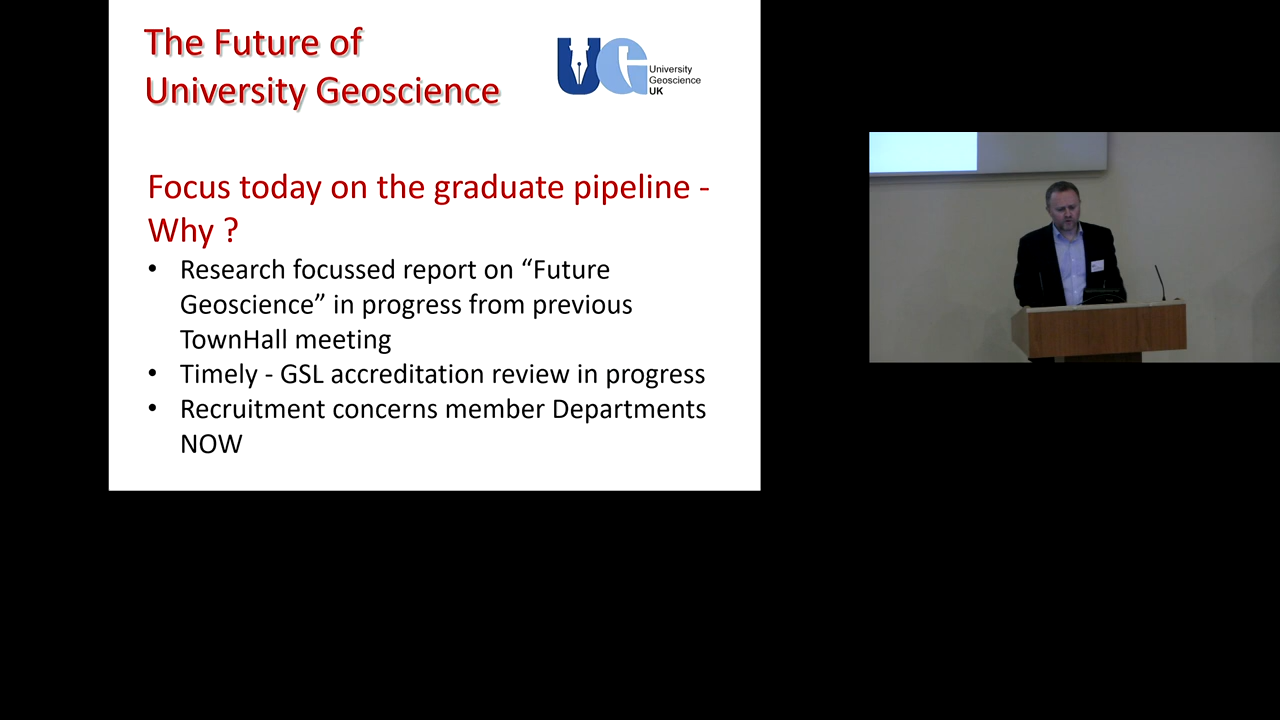 The Future of
University Geoscience
UG
University
Geoscience
UK
Focus today on the graduate pipeline -
Why ?
• Research focussed report on “Future
Geoscience” in progress from previous
TownHall meeting
• Timely - GSL accreditation review in progress
• Recruitment concerns member Departments
NOW